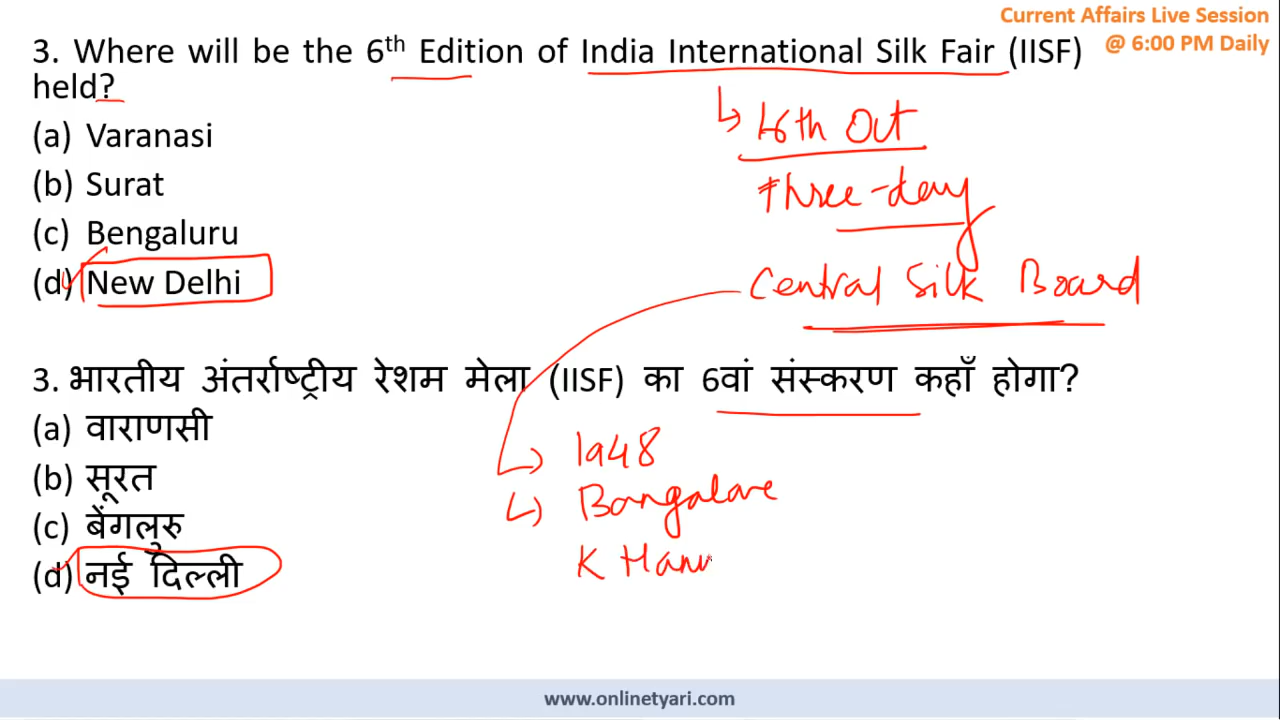 Current Affairs Live Session
@ 6:00 PM Daily
3. Where will be the 6th Edition of India International Silk Fair (IISF)
held?
(a) Varanasi
(b) Surat
(c) Bengaluru
(d) New Delhi
16th Oct
Three-day
Central Silk Board
3. भारतीय अंतर्राष्ट्रीय रेशम मेला (IISF) का 6वां संस्करण कहाँ होगा?
(a) वाराणसी
(b) सूरत
(c) बेंगलुरु
(d) नई दिल्ली
1948
Bangalore
K
www.onlinetyari.com